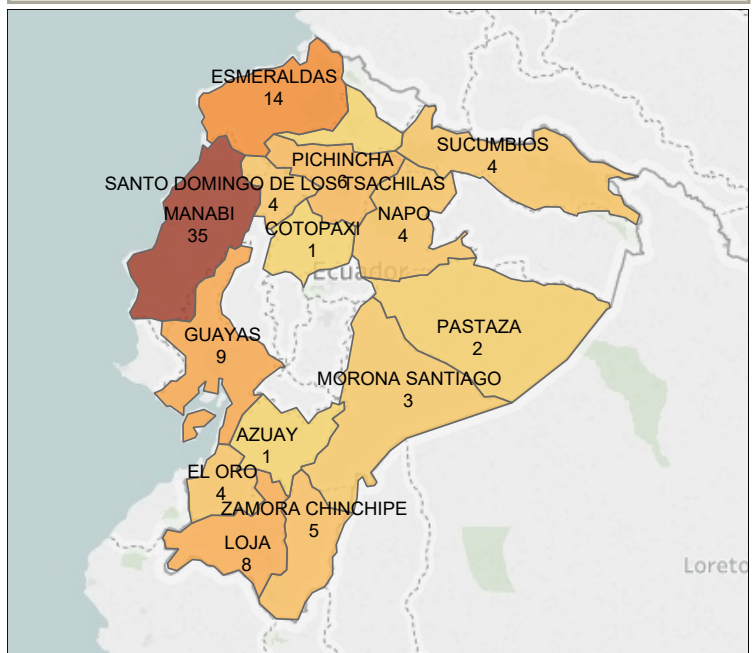 ESMERALDAS
14
PICHINCHA
6
SUCUMBIOS
4
SANTO DOMINGO DE LOS TSACHILAS
4
MANABI
35
NAPO
4
COTOPAXI
1
Ecuador
PASTAZA
2
GUAYAS
9
MORONA SANTIAGO
3
AZUAY
1
EL ORO
4
ZAMORA CHINCHIPE
5
LOJA
8
Loreto